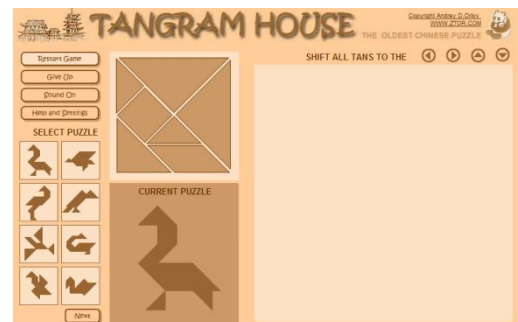 TANGRAM HOUSE
Copyright Andrey D.Orlov,
WWW.ZTOR.COM
THE OLDEST CHINESE PUZZLE
SHIFT ALL TANS TO THE
Restart Game
Give Up
Sound On
Help and Settings
SELECT PUZZLE
CURRENT PUZZLE
Next